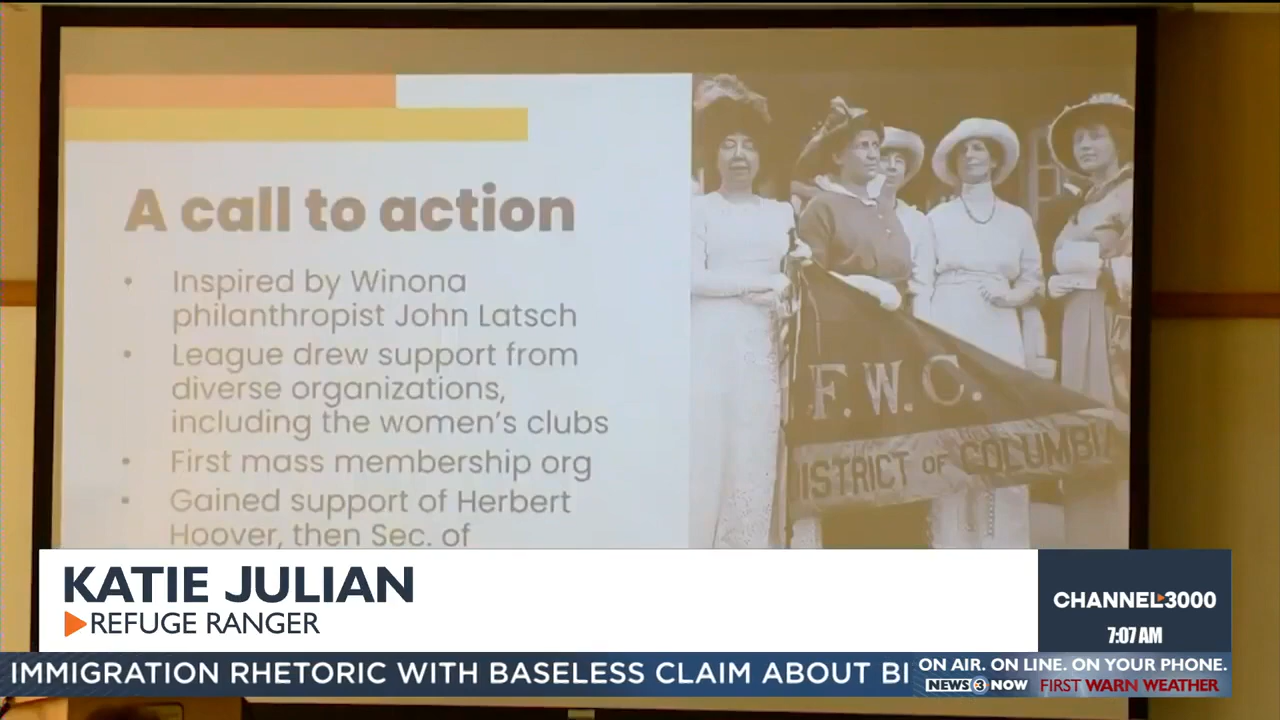 A call to action
• Inspired by Winona
philanthropist John Latsch
• League drew support from
diverse organizations,
including the women's clubs
• First mass membership org
• Gained support of Herbert
Hoover, then Sec. of
F. W. C.
DISTRICT OF COLUMBIA
KATIE JULIAN
REFUGE RANGER
CHANNEL3000
7:07 AM
IMMIGRATION RHETORIC WITH BASELESS CLAIM ABOUT BI
ON AIR. ON LINE. ON YOUR PHONE.
NEWS 3 NOW FIRST WARN WEATHER